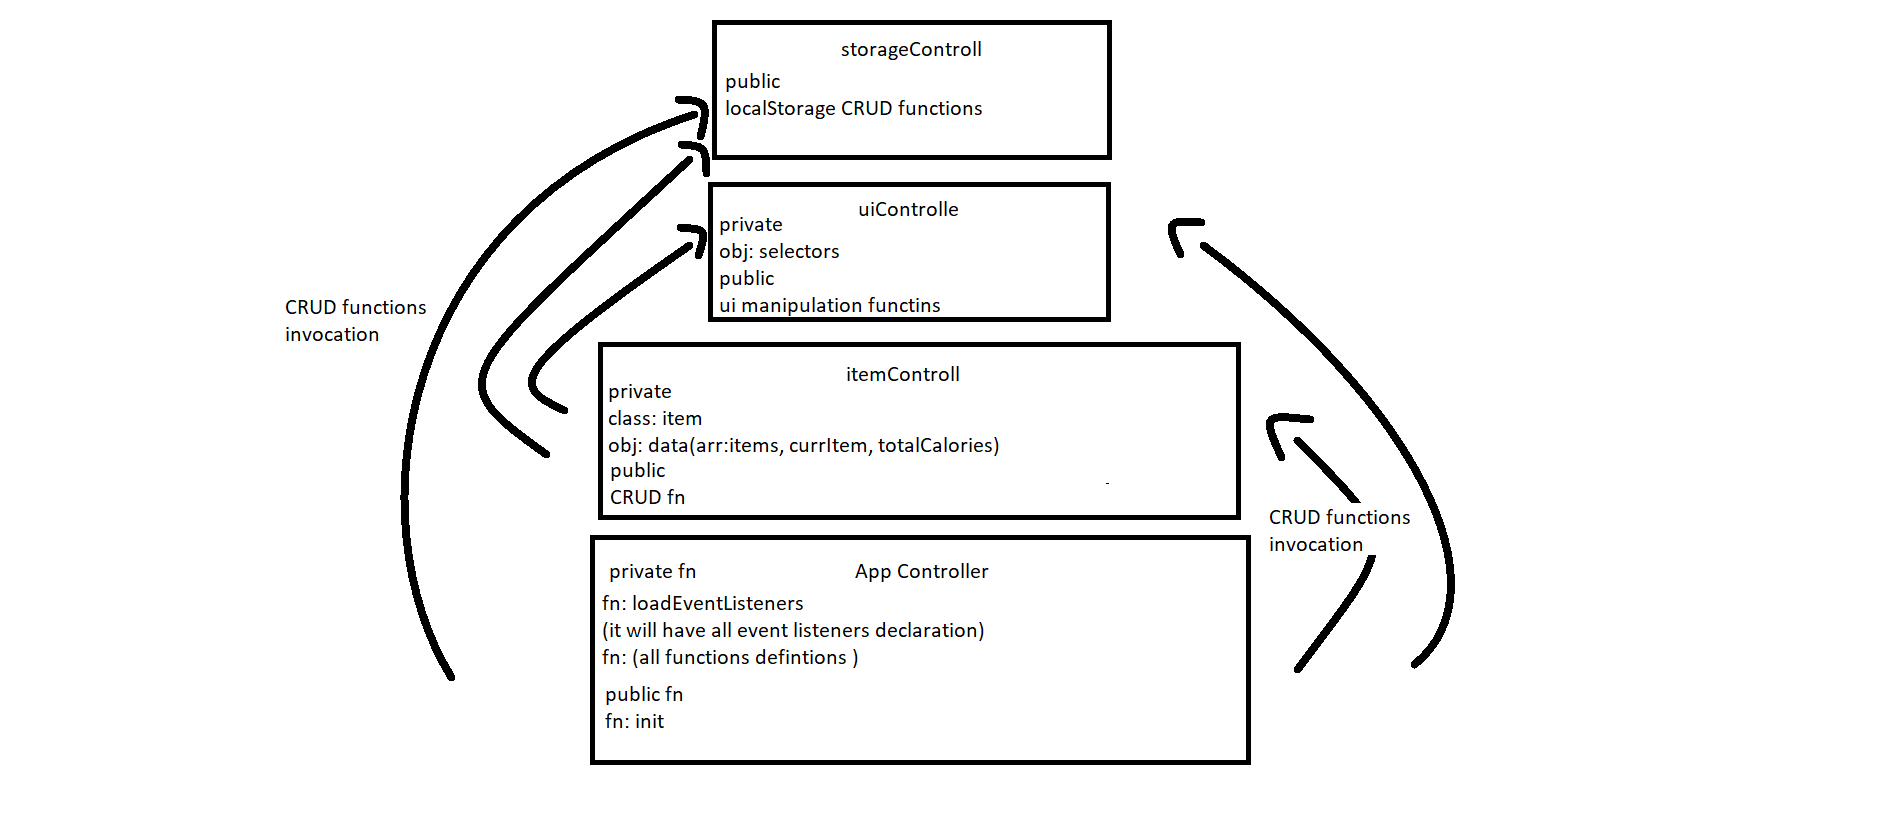 storageControll
public
localStorage CRUD functions
uiControlle
private
obj: selectors
public
ui manipulation functins
CRUD functions
invocation
itemControll
private
class: item
obj: data(arr:items, currItem, totalCalories)
public
CRUD fn
CRUD functions
invocation
private fn
App Controller
fn: loadEventListeners
(it will have all event listeners declaration)
fn: (all functions defintions )
public fn
fn: init